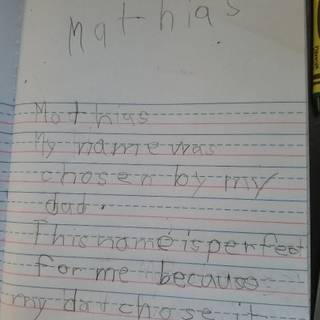 Mathias
Mathias
My name was
chosen by my
dad.
This name is perfect
for me because
my dat chose it